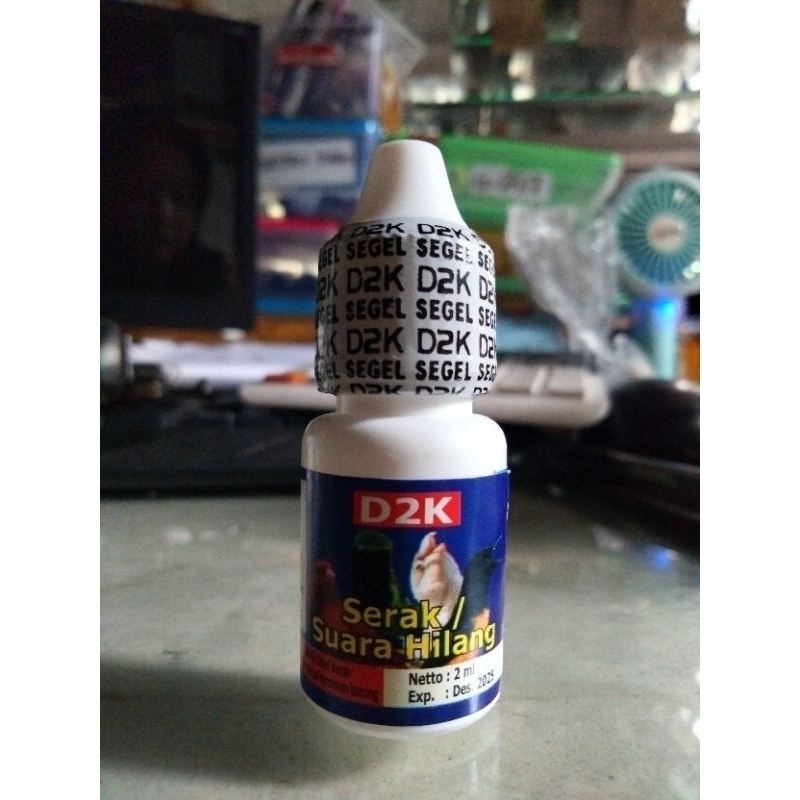 D2K D2K
SEGEL SEGEL
D2K D2K
SEGEL SEGEL
D2K D2K
SEGEL SEGEL
D2K
Serak /
Suara Hilang
Netto : 2 ml
Exp. : Des. 2025